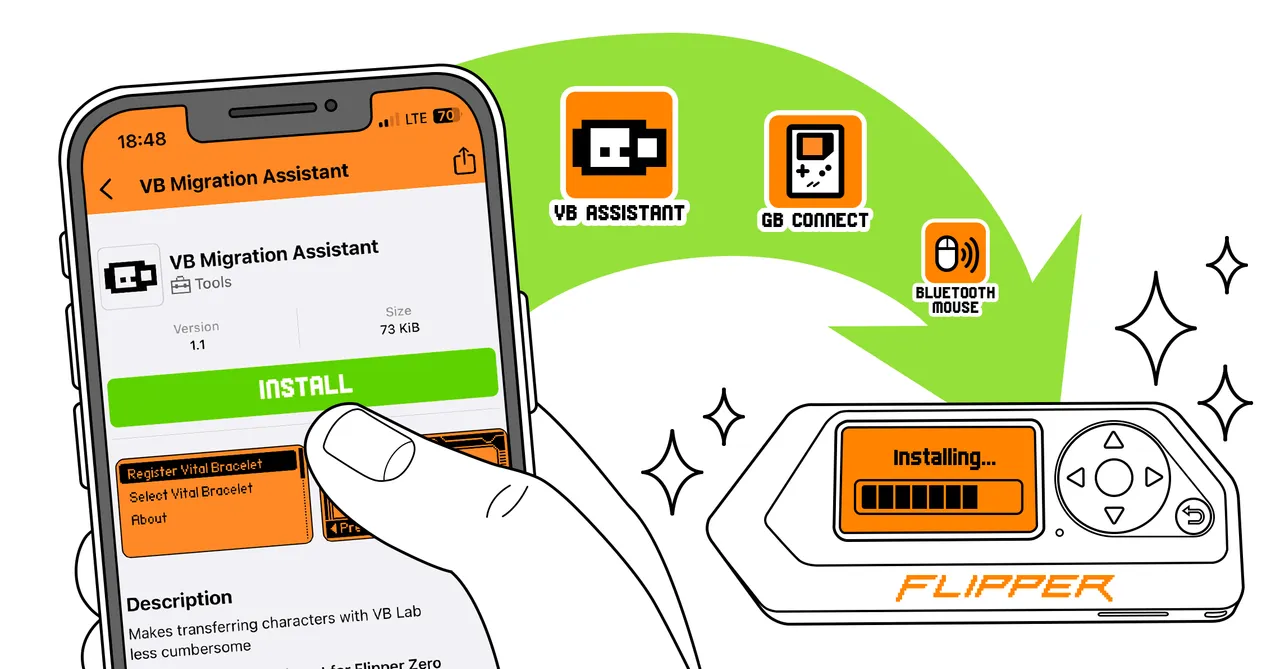 18:48
LTE 70
VB Migration Assistant
VB Migration Assistant
Tools
Version
1.1
Size
73 KiB
INSTALL
Register Vital Bracelet
Select Vital Bracelet
About
Description
Makes transferring characters with VB Lab
less cumbersome
for Flipper Zero
VB ASSISTANT
GB CONNECT
BLUETOOTH
MOUSE
Installing...
FLIPPER